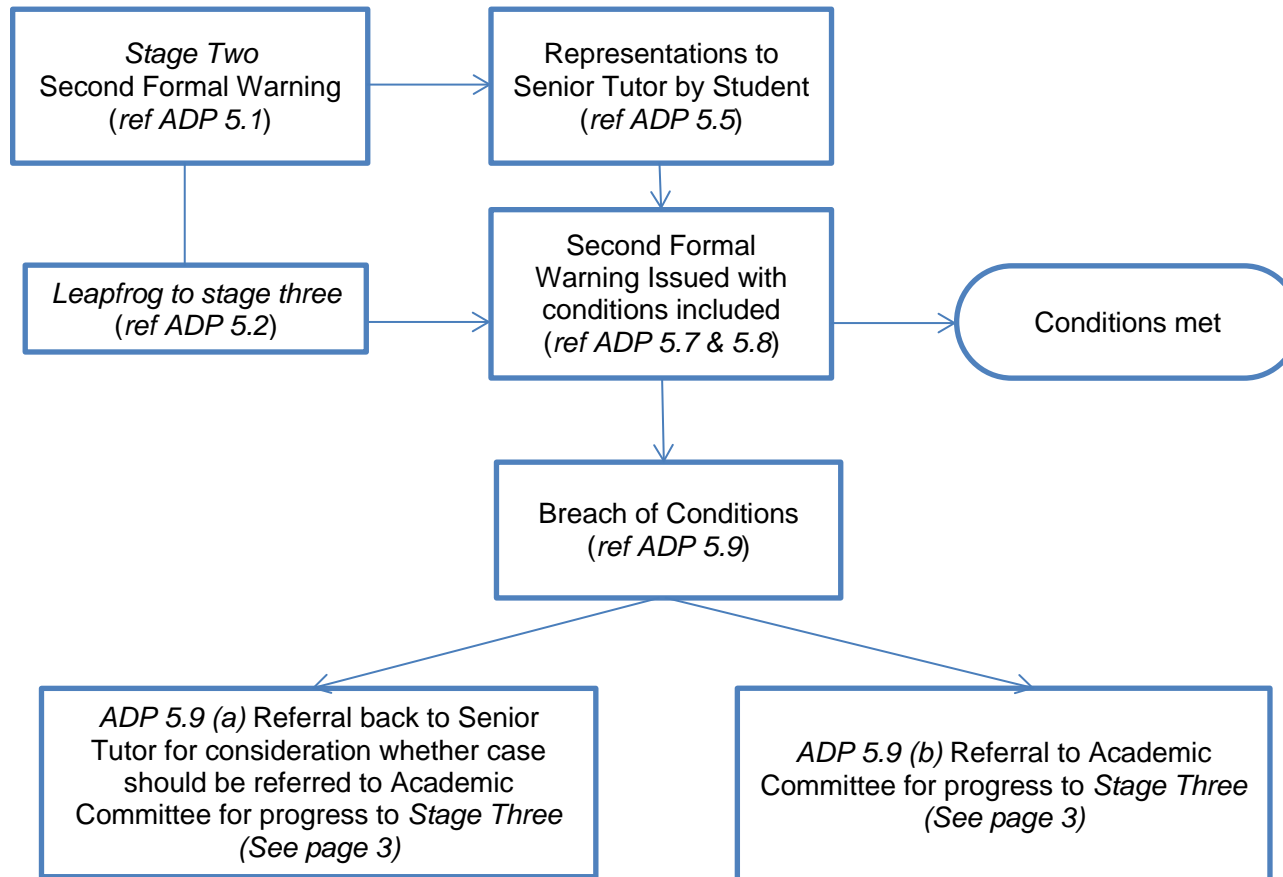 Stage Two
Second Formal Warning
(ref ADP 5.1)
Representations to
Senior Tutor by Student
(ref ADP 5.5)
Leapfrog to stage three
(ref ADP 5.2)
Second Formal
Warning Issued with
conditions included
(ref ADP 5.7 & 5.8)
Conditions met
Breach of Conditions
(ref ADP 5.9)
ADP 5.9 (a) Referral back to Senior
Tutor for consideration whether case
should be referred to Academic
Committee for progress to Stage Three
(See page 3)
ADP 5.9 (b) Referral to Academic
Committee for progress to Stage Three
(See page 3)